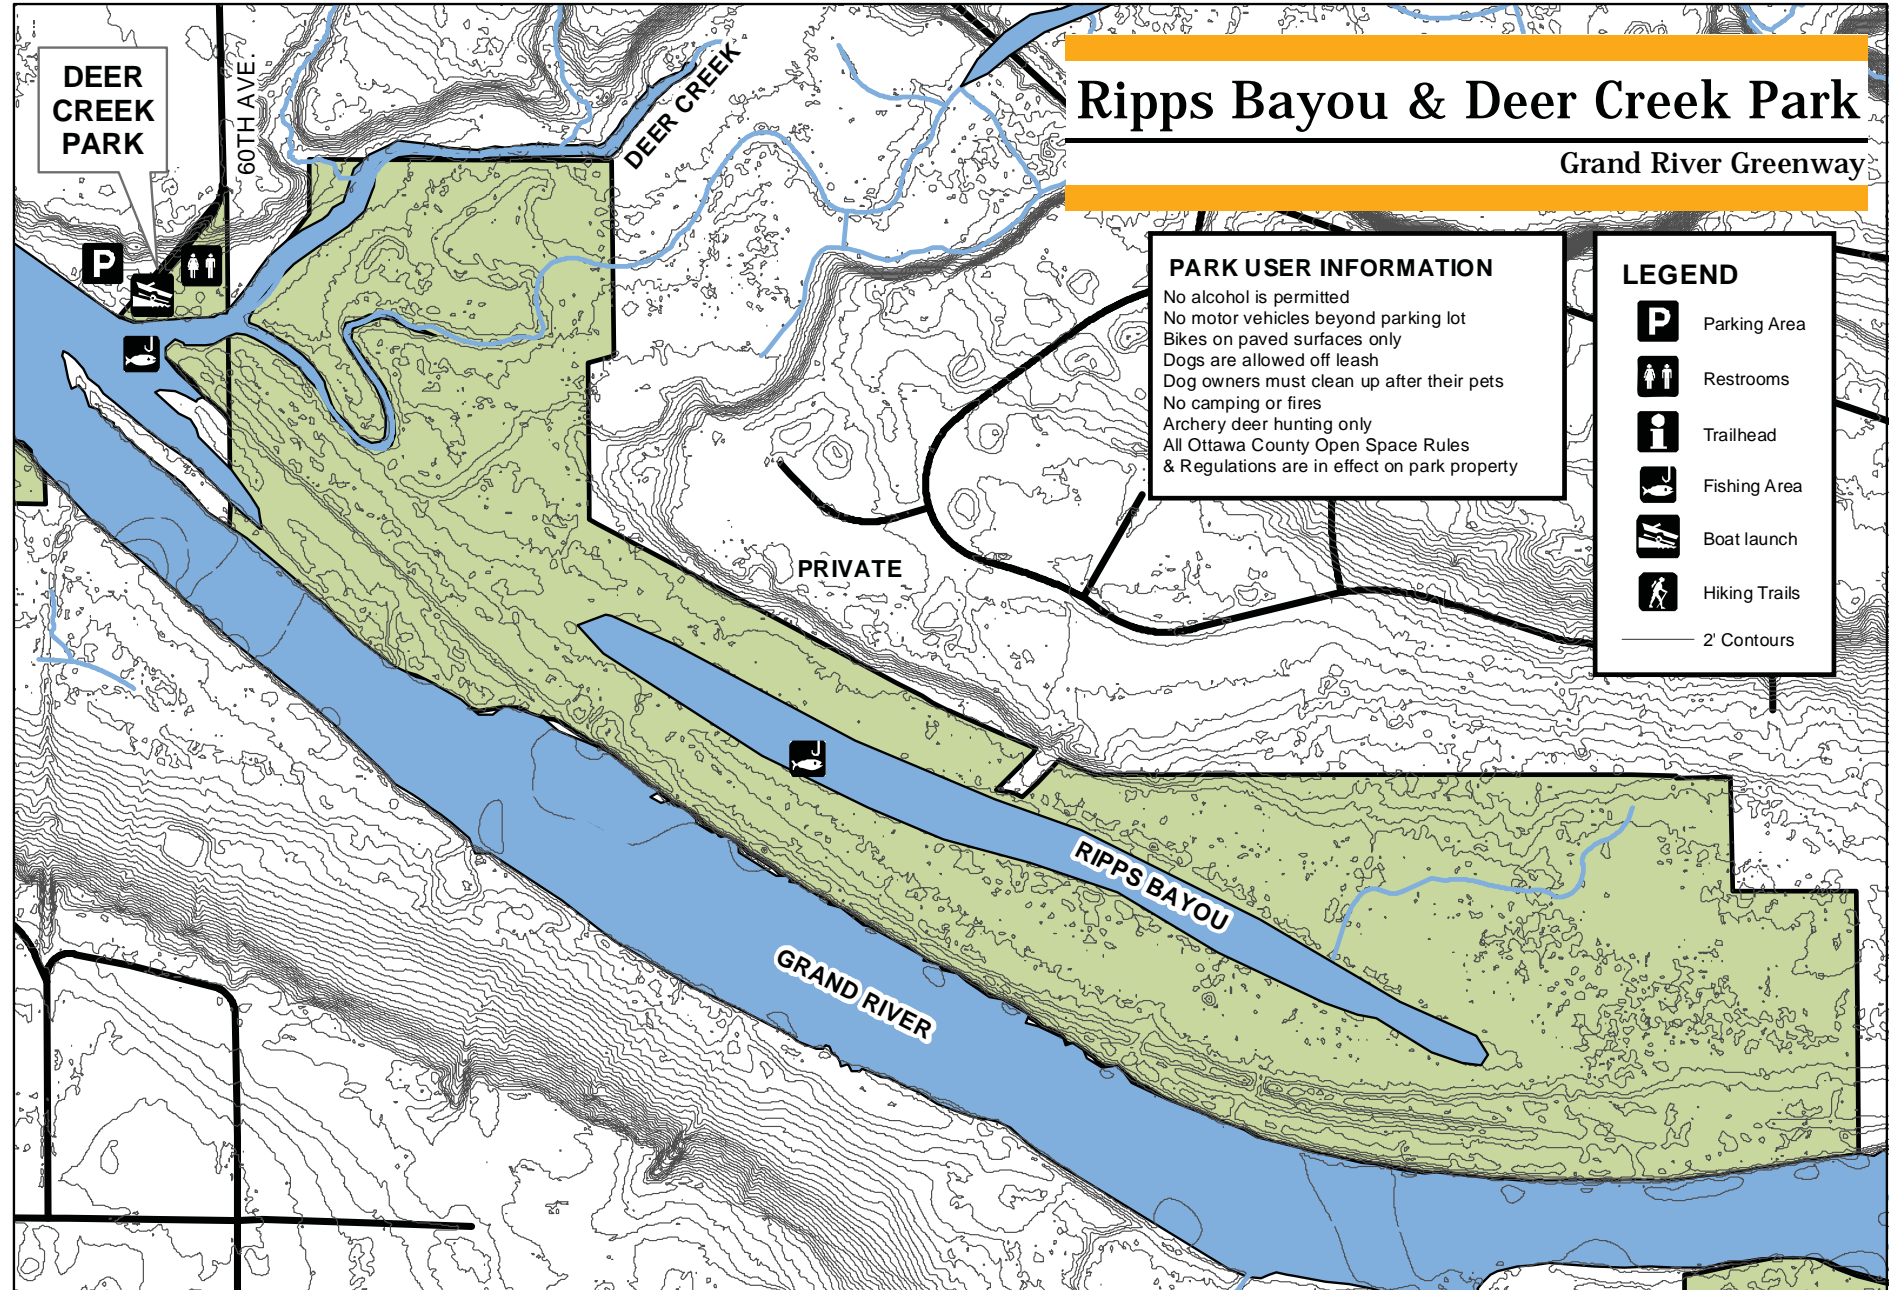 Ripps Bayou & Deer Creek Park
Grand River Greenway
DEER
CREEK
PARK
60TH AVE.
DEER CREEK
P
PARK USER INFORMATION
No alcohol is permitted
No motor vehicles beyond parking lot
Bikes on paved surfaces only
Dogs are allowed off leash
Dog owners must clean up after their pets
No camping or fires
Archery deer hunting only
All Ottawa County Open Space Rules
& Regulations are in effect on park property
LEGEND
P Parking Area
Restrooms
i Trailhead
Fishing Area
Boat launch
Hiking Trails
2' Contours
PRIVATE
RIPPS BAYOU
GRAND RIVER